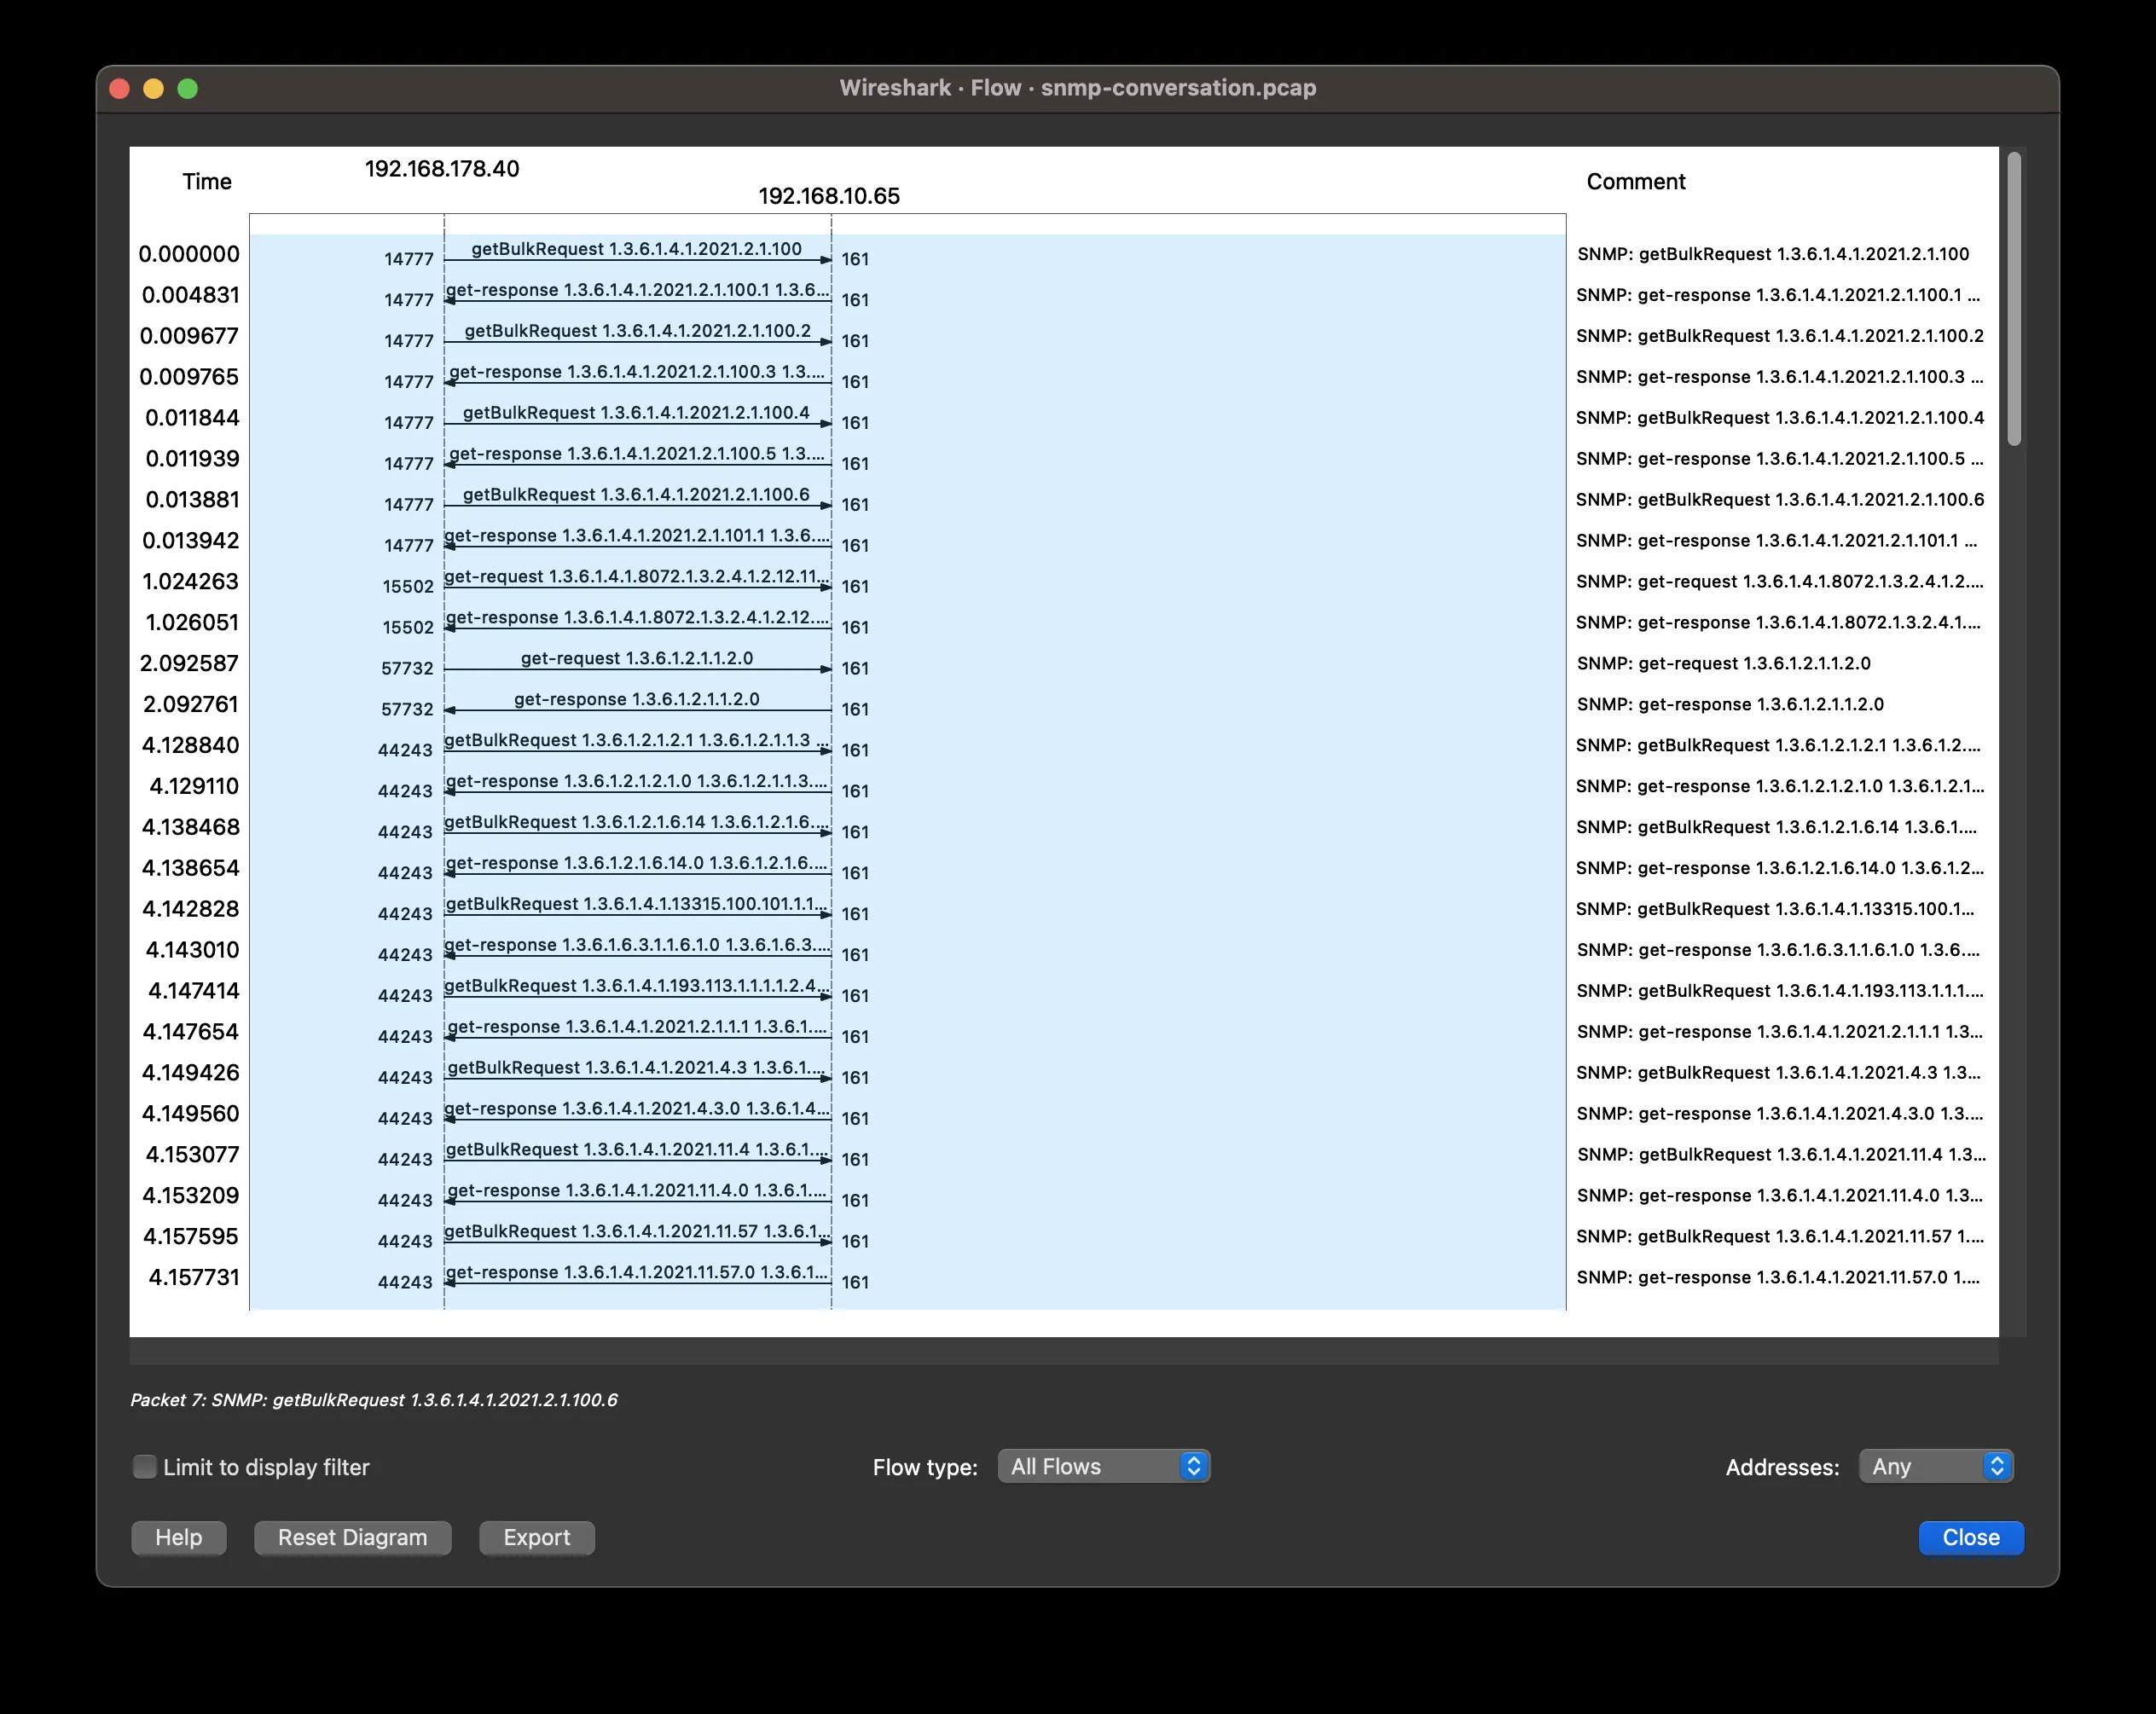 Wireshark · Flow · snmp-conversation.pcap
Time 192.168.178.40 192.168.10.65 Comment
0.000000 14777 getBulkRequest 1.3.6.1.4.1.2021.2.1.100 161 SNMP: getBulkRequest 1.3.6.1.4.1.2021.2.1.100
0.004831 14777 get-response 1.3.6.1.4.1.2021.2.1.100.1 1.3.6... 161 SNMP: get-response 1.3.6.1.4.1.2021.2.1.100.1 ...
0.009677 14777 getBulkRequest 1.3.6.1.4.1.2021.2.1.100.2 161 SNMP: getBulkRequest 1.3.6.1.4.1.2021.2.1.100.2
0.009765 14777 get-response 1.3.6.1.4.1.2021.2.1.100.3 1.3.... 161 SNMP: get-response 1.3.6.1.4.1.2021.2.1.100.3 ...
0.011844 14777 getBulkRequest 1.3.6.1.4.1.2021.2.1.100.4 161 SNMP: getBulkRequest 1.3.6.1.4.1.2021.2.1.100.4
0.011939 14777 get-response 1.3.6.1.4.1.2021.2.1.100.5 1.3.... 161 SNMP: get-response 1.3.6.1.4.1.2021.2.1.100.5 ...
0.013881 14777 getBulkRequest 1.3.6.1.4.1.2021.2.1.100.6 161 SNMP: getBulkRequest 1.3.6.1.4.1.2021.2.1.100.6
0.013942 14777 get-response 1.3.6.1.4.1.2021.2.1.101.1 1.3.6.... 161 SNMP: get-response 1.3.6.1.4.1.2021.2.1.101.1 ...
1.024263 15502 get-request 1.3.6.1.4.1.8072.1.3.2.4.1.2.12.11... 161 SNMP: get-request 1.3.6.1.4.1.8072.1.3.2.4.1.2....
1.026051 15502 get-response 1.3.6.1.4.1.8072.1.3.2.4.1.2.12.... 161 SNMP: get-response 1.3.6.1.4.1.8072.1.3.2.4.1....
2.092587 57732 get-request 1.3.6.1.2.1.1.2.0 161 SNMP: get-request 1.3.6.1.2.1.1.2.0
2.092761 57732 get-response 1.3.6.1.2.1.1.2.0 161 SNMP: get-response 1.3.6.1.2.1.1.2.0
4.128840 44243 getBulkRequest 1.3.6.1.2.1.2.1 1.3.6.1.2.1.1.3 ... 161 SNMP: getBulkRequest 1.3.6.1.2.1.2.1 1.3.6.1.2....
4.129110 44243 get-response 1.3.6.1.2.1.2.1.0 1.3.6.1.2.1.1.3.... 161 SNMP: get-response 1.3.6.1.2.1.2.1.0 1.3.6.1.2.1...
4.138468 44243 getBulkRequest 1.3.6.1.2.1.6.14 1.3.6.1.2.1.6.... 161 SNMP: getBulkRequest 1.3.6.1.2.1.6.14 1.3.6.1....
4.138654 44243 get-response 1.3.6.1.2.1.6.14.0 1.3.6.1.2.1.6.... 161 SNMP: get-response 1.3.6.1.2.1.6.14.0 1.3.6.1.2...
4.142828 44243 getBulkRequest 1.3.6.1.4.1.13315.100.101.1.1... 161 SNMP: getBulkRequest 1.3.6.1.4.1.13315.100.1...
4.143010 44243 get-response 1.3.6.1.6.3.1.1.6.1.0 1.3.6.1.6.3.... 161 SNMP: get-response 1.3.6.1.6.3.1.1.6.1.0 1.3.6....
4.147414 44243 getBulkRequest 1.3.6.1.4.1.193.113.1.1.1.1.2.4... 161 SNMP: getBulkRequest 1.3.6.1.4.1.193.113.1.1.1....
4.147654 44243 get-response 1.3.6.1.4.1.2021.2.1.1.1 1.3.6.1.... 161 SNMP: get-response 1.3.6.1.4.1.2021.2.1.1.1 1.3...
4.149426 44243 getBulkRequest 1.3.6.1.4.1.2021.4.3 1.3.6.1.... 161 SNMP: getBulkRequest 1.3.6.1.4.1.2021.4.3 1.3...
4.149560 44243 get-response 1.3.6.1.4.1.2021.4.3.0 1.3.6.1.4... 161 SNMP: get-response 1.3.6.1.4.1.2021.4.3.0 1.3....
4.153077 44243 getBulkRequest 1.3.6.1.4.1.2021.11.4 1.3.6.1.... 161 SNMP: getBulkRequest 1.3.6.1.4.1.2021.11.4 1.3...
4.153209 44243 get-response 1.3.6.1.4.1.2021.11.4.0 1.3.6.1.... 161 SNMP: get-response 1.3.6.1.4.1.2021.11.4.0 1.3...
4.157595 44243 getBulkRequest 1.3.6.1.4.1.2021.11.57 1.3.6.1... 161 SNMP: getBulkRequest 1.3.6.1.4.1.2021.11.57 1....
4.157731 44243 get-response 1.3.6.1.4.1.2021.11.57.0 1.3.6.1... 161 SNMP: get-response 1.3.6.1.4.1.2021.11.57.0 1....
Packet 7: SNMP: getBulkRequest 1.3.6.1.4.1.2021.2.1.100.6
Limit to display filter Flow type: All Flows Addresses: Any
Help Reset Diagram Export Close